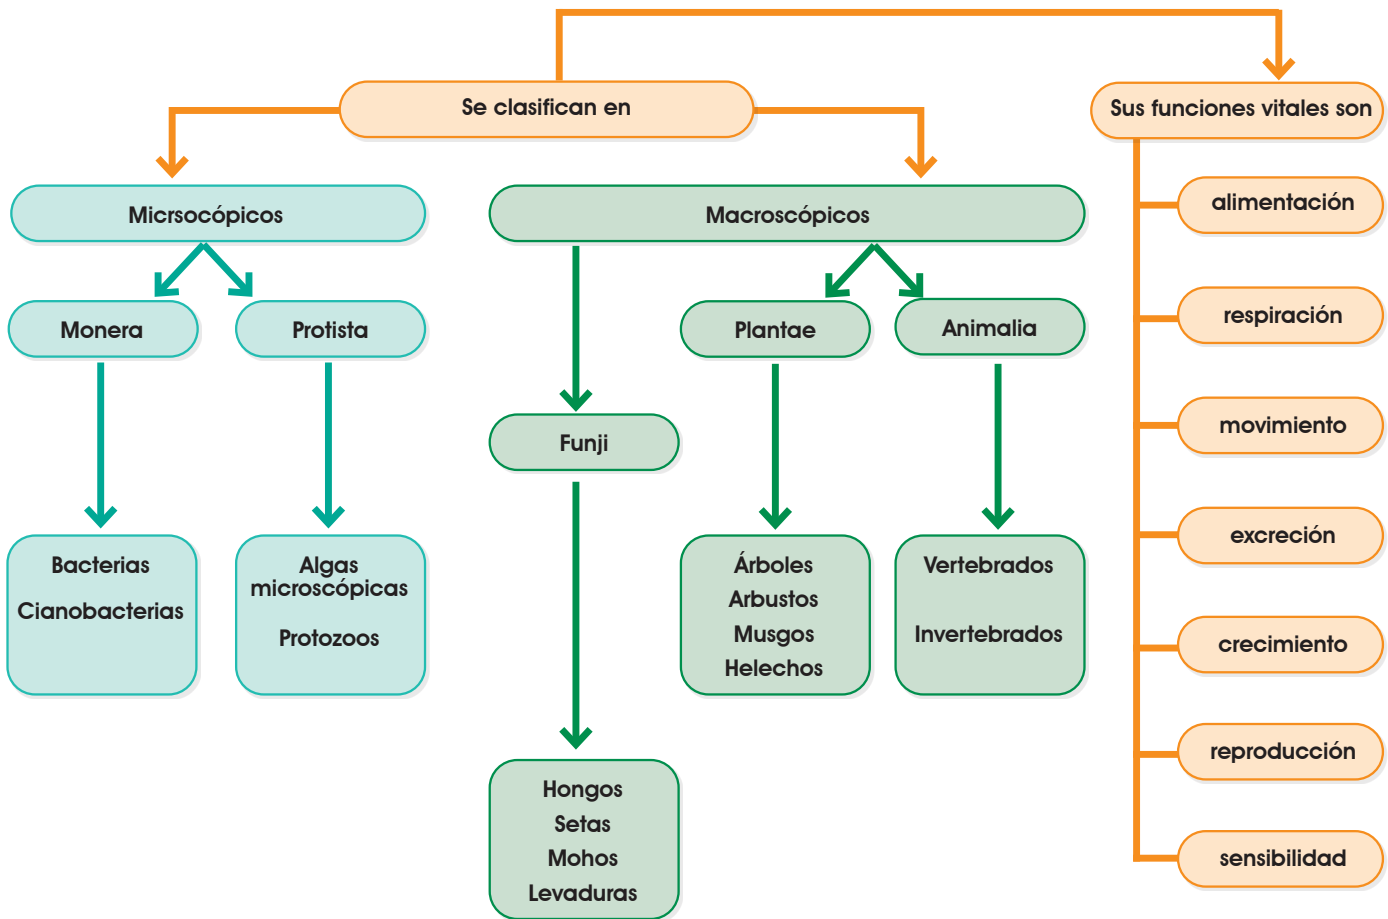 Se clasifican en
Sus funciones vitales son
Micrsocópicos
Macroscópicos
Monera
Protista
Plantae
Animalia
Funji
Bacterias
Cianobacterias
Algas
microscópicas
Protozoos
Árboles
Arbustos
Musgos
Helechos
Vertebrados
Invertebrados
Hongos
Setas
Mohos
Levaduras
alimentación
respiración
movimiento
excreción
crecimiento
reproducción
sensibilidad